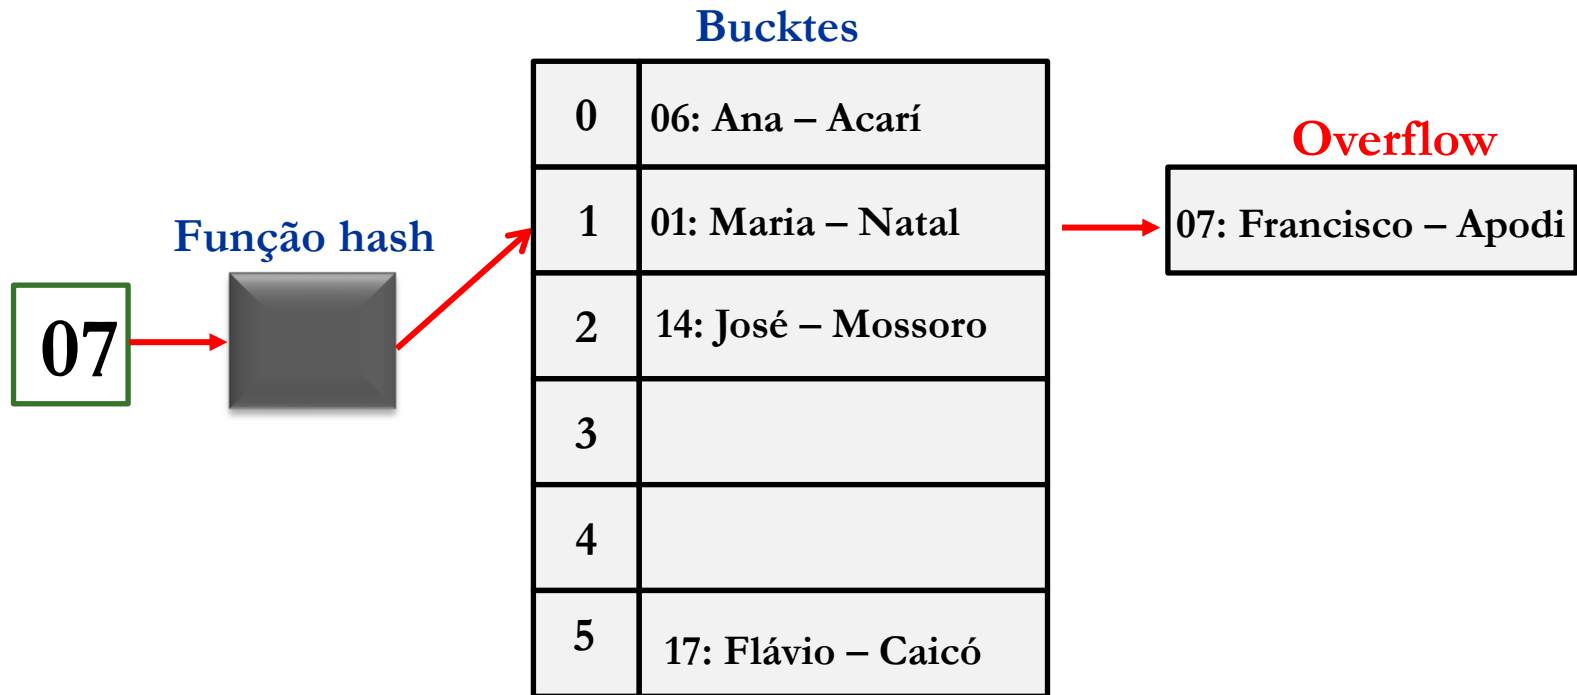 Bucktes
0 06: Ana – Acarí
Overflow
1 01: Maria – Natal
07: Francisco – Apodi
Função hash
07
2 14: José – Mossoro
3
4
5 17: Flávio – Caicó